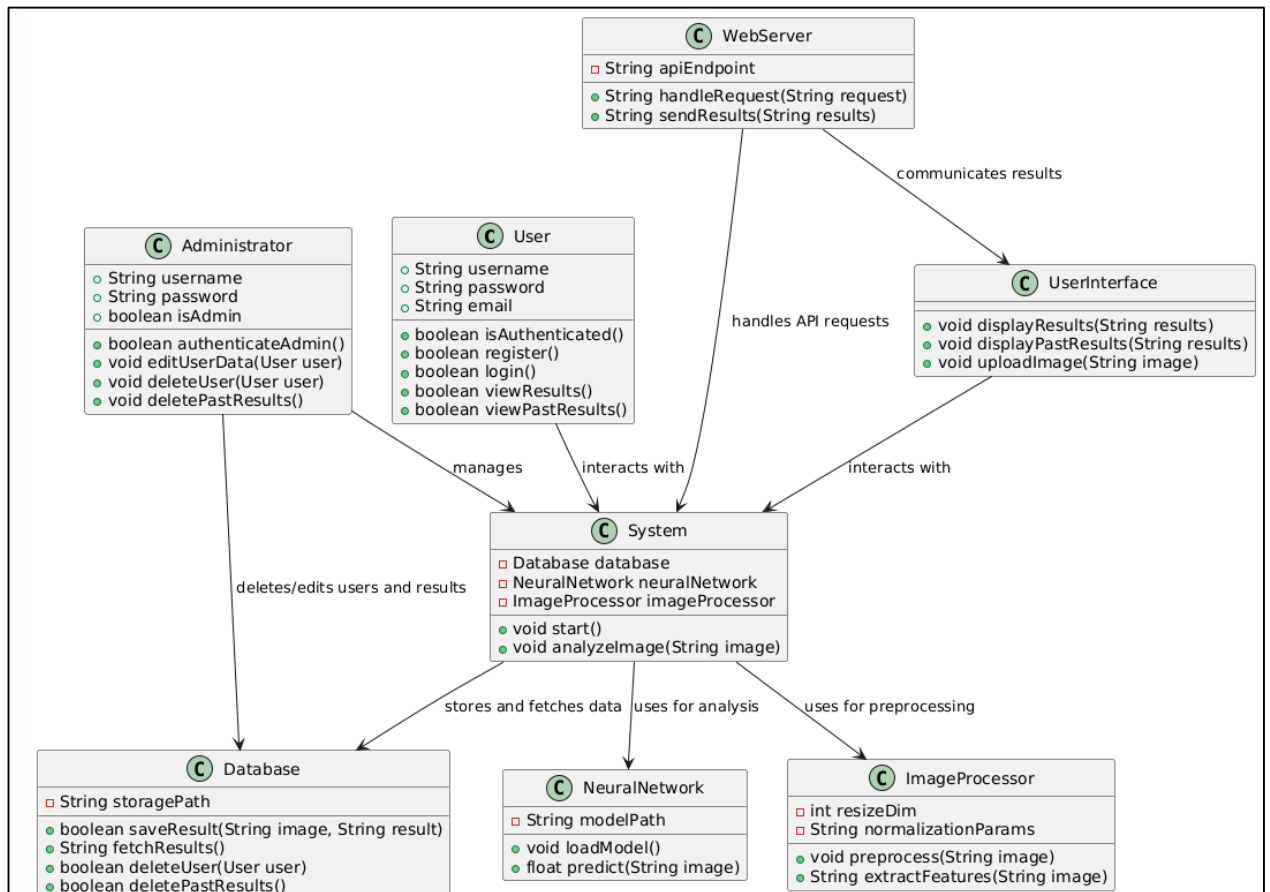 C WebServer
String apiEndpoint
String handleRequest(String request)
String sendResults(String results)
communicates results
C Administrator
String username
String password
boolean isAdmin
boolean authenticateAdmin()
void editUserData(User user)
void deleteUser(User user)
void deletePastResults()
C User
String username
String password
String email
boolean isAuthenticated()
boolean register()
boolean login()
boolean viewResults()
boolean viewPastResults()
handles API requests
C UserInterface
void displayResults(String results)
void displayPastResults(String results)
void uploadImage(String image)
manages
interacts with
interacts with
C System
Database database
NeuralNetwork neuralNetwork
ImageProcessor imageProcessor
void start()
void analyzeImage(String image)
deletes/edits users and results
stores and fetches data
uses for analysis
uses for preprocessing
C Database
String storagePath
boolean saveResult(String image, String result)
String fetchResults()
boolean deleteUser(User user)
boolean deletePastResults()
C NeuralNetwork
String modelPath
void loadModel()
float predict(String image)
C ImageProcessor
int resizeDim
String normalizationParams
void preprocess(String image)
String extractFeatures(String image)